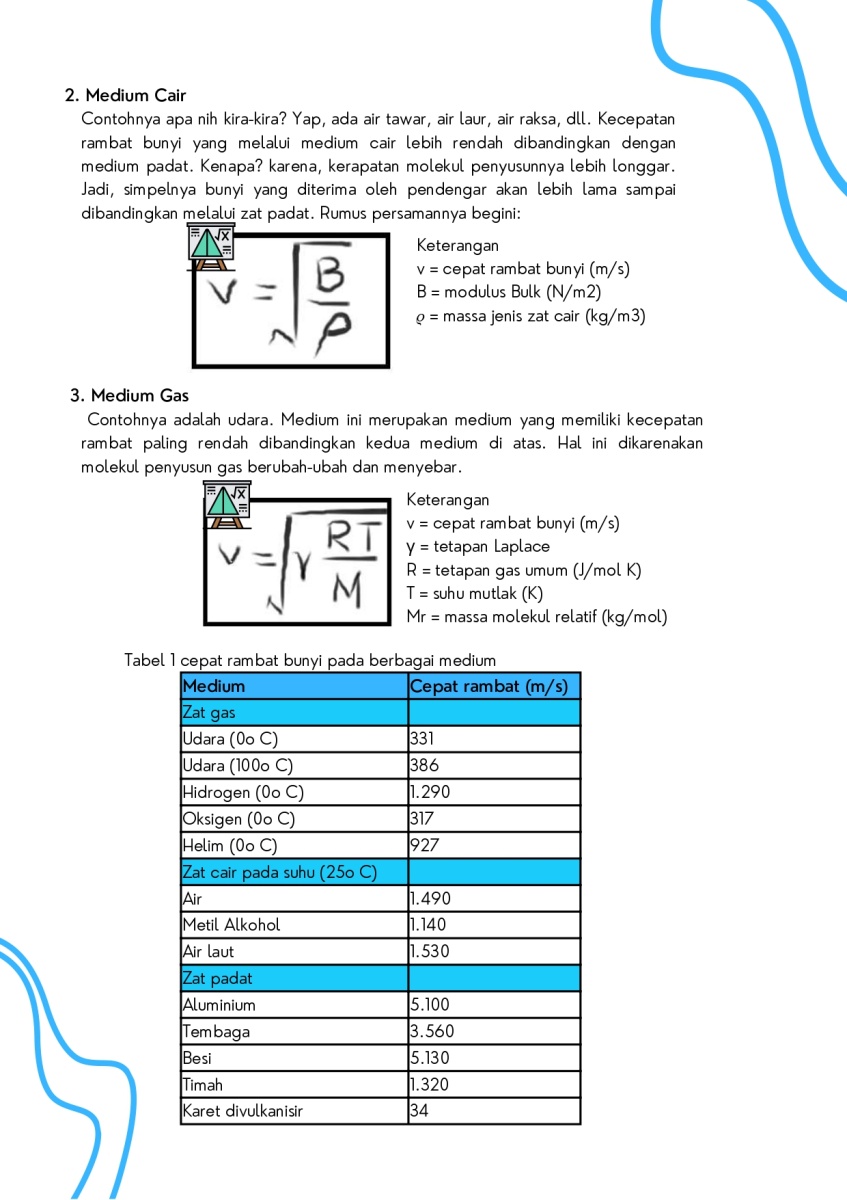 2. Medium Cair
Contohnya apa nih kira-kira? Yap, ada air tawar, air laur, air raksa, dll. Kecepatan
rambat bunyi yang melalui medium cair lebih rendah dibandingkan dengan
medium padat. Kenapa? karena, kerapatan molekul penyusunnya lebih longgar.
Jadi, simpelnya bunyi yang diterima oleh pendengar akan lebih lama sampai
dibandingkan melalui zat padat. Rumus persamannya begini:
v = √(B/ρ)
Keterangan
v = cepat rambat bunyi (m/s)
B = modulus Bulk (N/m2)
ϱ = massa jenis zat cair (kg/m3)
3. Medium Gas
Contohnya adalah udara. Medium ini merupakan medium yang memiliki kecepatan
rambat paling rendah dibandingkan kedua medium di atas. Hal ini dikarenakan
molekul penyusun gas berubah-ubah dan menyebar.
v = √(γ RT/M)
Keterangan
v = cepat rambat bunyi (m/s)
γ = tetapan Laplace
R = tetapan gas umum (J/mol K)
T = suhu mutlak (K)
Mr = massa molekul relatif (kg/mol)
Tabel 1 cepat rambat bunyi pada berbagai medium
Medium Cepat rambat (m/s)
Zat gas
Udara (0o C) 331
Udara (100o C) 386
Hidrogen (0o C) 1.290
Oksigen (0o C) 317
Helim (0o C) 927
Zat cair pada suhu (25o C)
Air 1.490
Metil Alkohol 1.140
Air laut 1.530
Zat padat
Aluminium 5.100
Tembaga 3.560
Besi 5.130
Timah 1.320
Karet divulkanisir 34